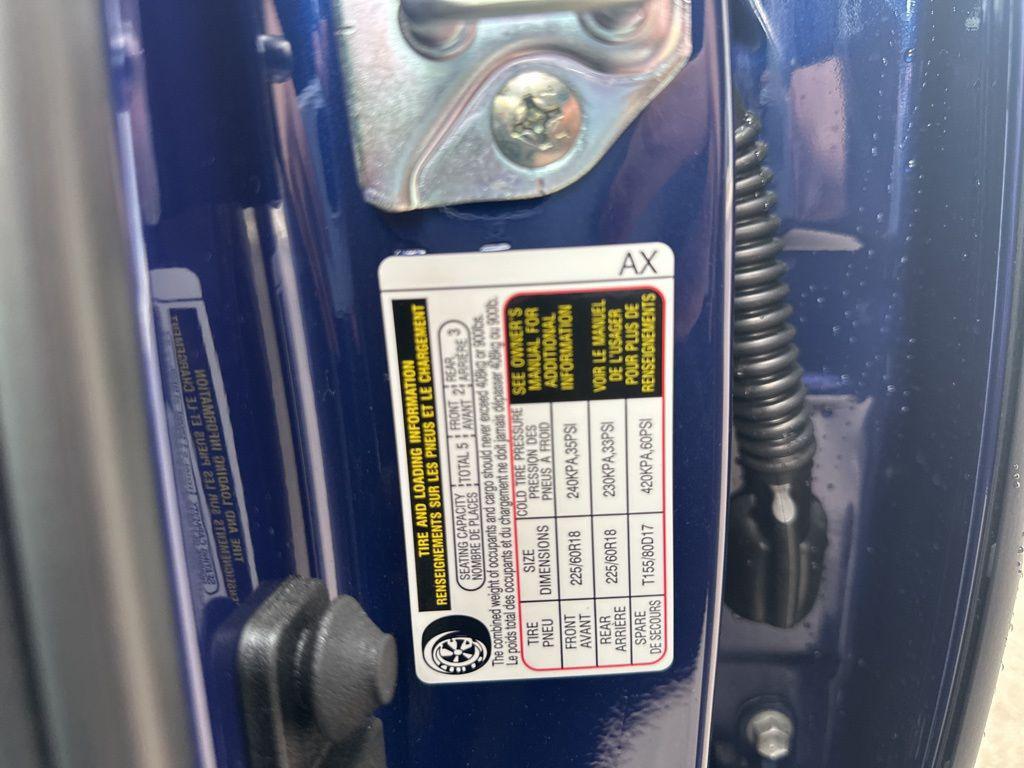 TIRE AND LOADING INFORMATION
RENSEIGNEMENTS SUR LES PNEUS ET LE CHARGEMENT
SEATING CAPACITY TOTAL 5 FRONT 2 REAR 3
NOMBRE DE PLACES AVANT ARRIÈRE
The combined weight of occupants and cargo should never exceed 408kg or 900lbs.
Le poids total des occupants et du chargement ne doit jamais dépasser 408kg ou 900lb.
TIRE SIZE COLD TIRE PRESSURE
PNEU DIMENSIONS PRESSION DES PNEUS À FROID
FRONT 225/60R18 240KPA,35PSI
AVANT
REAR 225/60R18 230KPA,33PSI
ARRIÈRE
SPARE T155/80D17 420KPA,60PSI
DE SECOURS
SEE OWNER'S
MANUAL FOR
ADDITIONAL
INFORMATION
VOIR LE MANUEL
DE L'USAGER
POUR PLUS DE
RENSEIGNEMENTS
AX